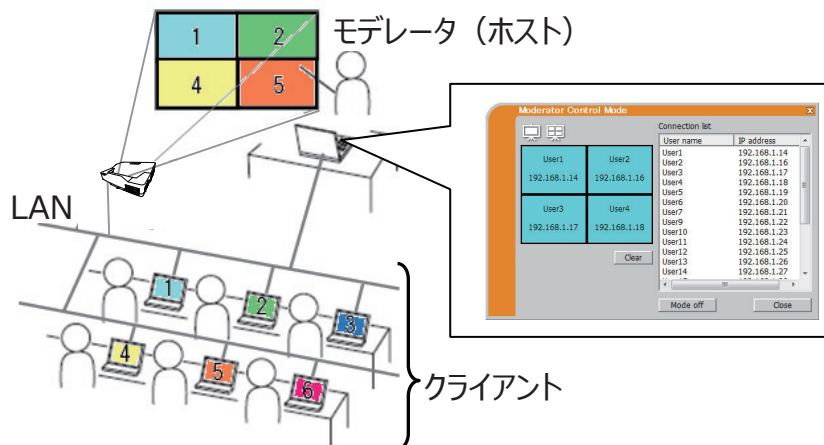 モデレータ（ホスト）
1 2
4 5
LAN
1
2
3
4
5
6
クライアント
Moderator Control Mode x
Connection list
User name IP address
User1 192.168.1.14
User2 192.168.1.16
User3 192.168.1.17
User4 192.168.1.18
User5 192.168.1.19
User6 192.168.1.20
User7 192.168.1.21
User9 192.168.1.22
User10 192.168.1.23
User11 192.168.1.24
User12 192.168.1.25
User13 192.168.1.26
User14 192.168.1.27
User1 User2
192.168.1.14 192.168.1.16
User3 User4
192.168.1.17 192.168.1.18
Clear
Mode off Close